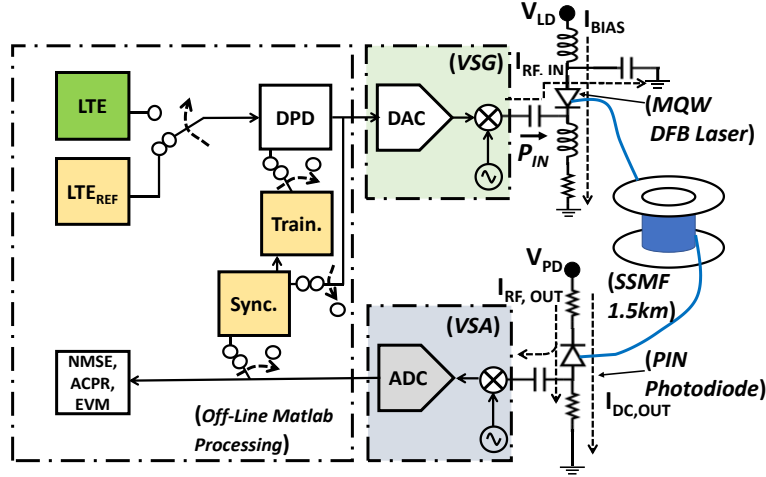 LTE
LTE_REF
DPD
Train.
Sync.
NMSE,
ACPR,
EVM
(Off-Line Matlab
Processing)
(VSG)
DAC
P_IN
I_RF, IN
V_LD
I_BIAS
(MQW
DFB Laser)
(SSMF
1.5km)
V_PD
I_RF, OUT
(VSA)
ADC
(PIN
Photodiode)
I_DC,OUT